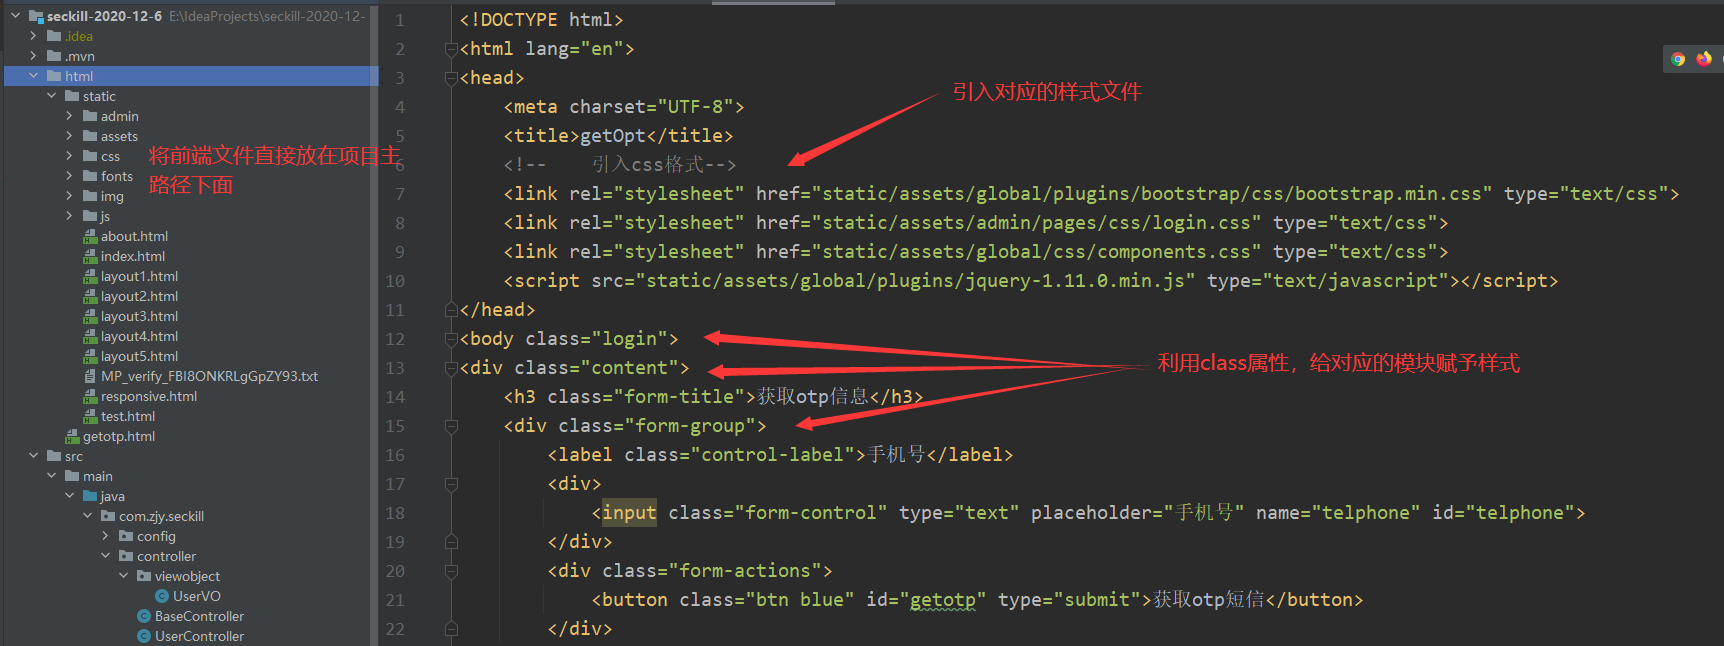 seckill-2020-12-6 E:\IdeaProjects\seckill-2020-12-
.idea
.mvn
html
static
admin
assets
css
fonts
img
js
about.html
index.html
layout1.html
layout2.html
layout3.html
layout4.html
layout5.html
MP_verify_FBI8ONKRLgGpZY93.txt
responsive.html
test.html
getotp.html
src
main
java
com.zjy.seckill
config
controller
viewobject
UserVO
BaseController
UserController
将前端文件直接放在项目主
路径下面
1 <!DOCTYPE html>
2 <html lang="en">
3 <head>
4 <meta charset="UTF-8">
5 <title>getOpt</title>
6 <!-- 引入css格式-->
7 <link rel="stylesheet" href="static/assets/global/plugins/bootstrap/css/bootstrap.min.css" type="text/css">
8 <link rel="stylesheet" href="static/assets/admin/pages/css/login.css" type="text/css">
9 <link rel="stylesheet" href="static/assets/global/css/components.css" type="text/css">
10 <script src="static/assets/global/plugins/jquery-1.11.0.min.js" type="text/javascript"></script>
11 </head>
12 <body class="login">
13 <div class="content">
14 <h3 class="form-title">获取otp信息</h3>
15 <div class="form-group">
16 <label class="control-label">手机号</label>
17 <div>
18 <input class="form-control" type="text" placeholder="手机号" name="telphone" id="telphone">
19 </div>
20 <div class="form-actions">
21 <button class="btn blue" id="getotp" type="submit">获取otp短信</button>
22 </div>
引入对应的样式文件
利用class属性，给对应的模块赋予样式